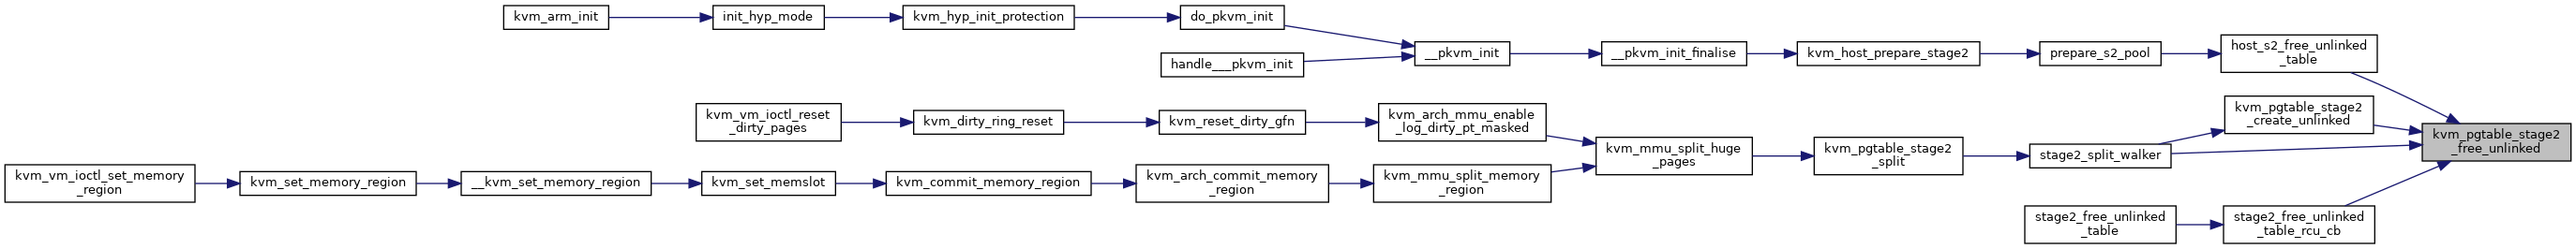 kvm_arm_init
init_hyp_mode
kvm_hyp_init_protection
do_pkvm_init
handle___pkvm_init
__pkvm_init
__pkvm_init_finalise
kvm_host_prepare_stage2
prepare_s2_pool
host_s2_free_unlinked
_table
kvm_vm_ioctl_reset
_dirty_pages
kvm_dirty_ring_reset
kvm_reset_dirty_gfn
kvm_arch_mmu_enable
_log_dirty_pt_masked
kvm_pgtable_stage2
_create_unlinked
kvm_pgtable_stage2
_free_unlinked
kvm_mmu_split_huge
_pages
kvm_pgtable_stage2
_split
stage2_split_walker
kvm_vm_ioctl_set_memory
_region
kvm_set_memory_region
__kvm_set_memory_region
kvm_set_memslot
kvm_commit_memory_region
kvm_arch_commit_memory
_region
kvm_mmu_split_memory
_region
stage2_free_unlinked
_table
stage2_free_unlinked
_table_rcu_cb